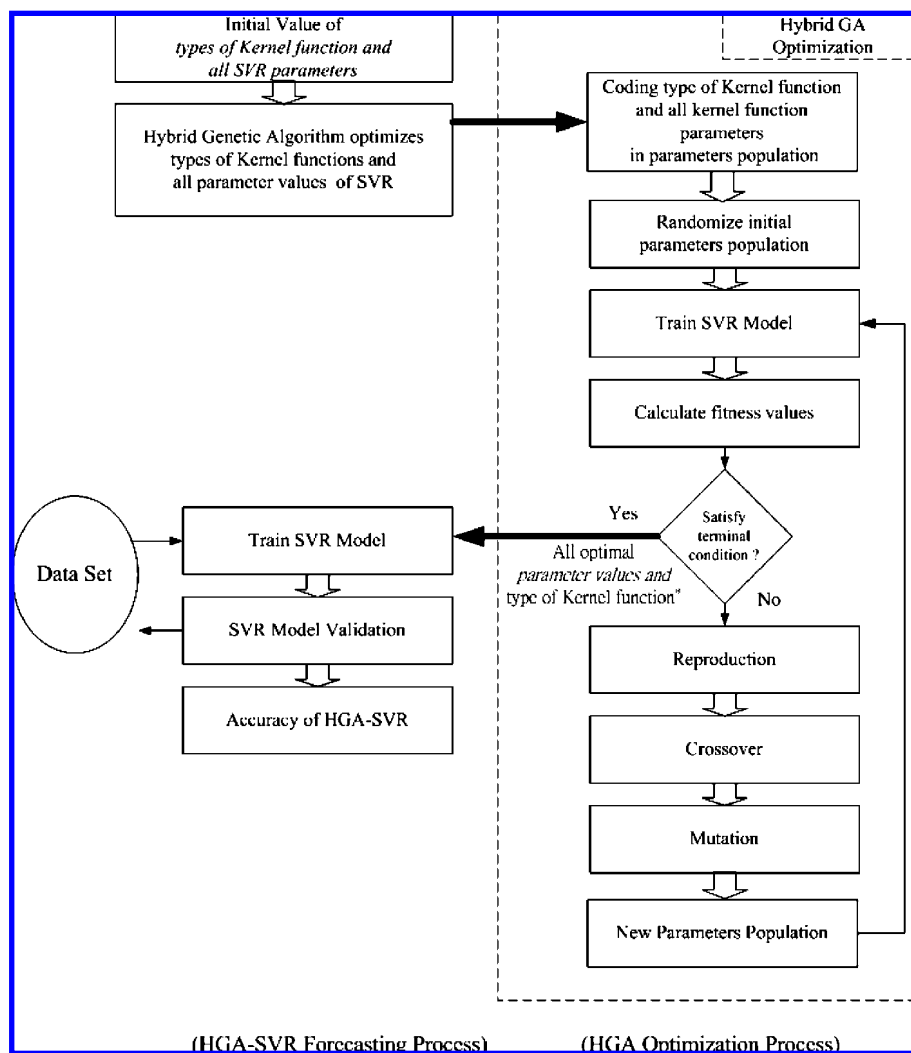 Initial Value of
types of Kernel function and
all SVR parameters
Hybrid Genetic Algorithm optimizes
types of Kernel functions and
all parameter values of SVR
Hybrid GA
Optimization
Coding type of Kernel function
and all kernel function
parameters
in parameters population
Randomize initial
parameters population
Train SVR Model
Calculate fitness values
Satisfy
terminal
condition ?
Yes
All optimal
parameter values and
type of Kernel function"
No
Data Set
Train SVR Model
SVR Model Validation
Accuracy of HGA-SVR
Reproduction
Crossover
Mutation
New Parameters Population
(HGA-SVR Forecasting Process)
(HGA Optimization Process)